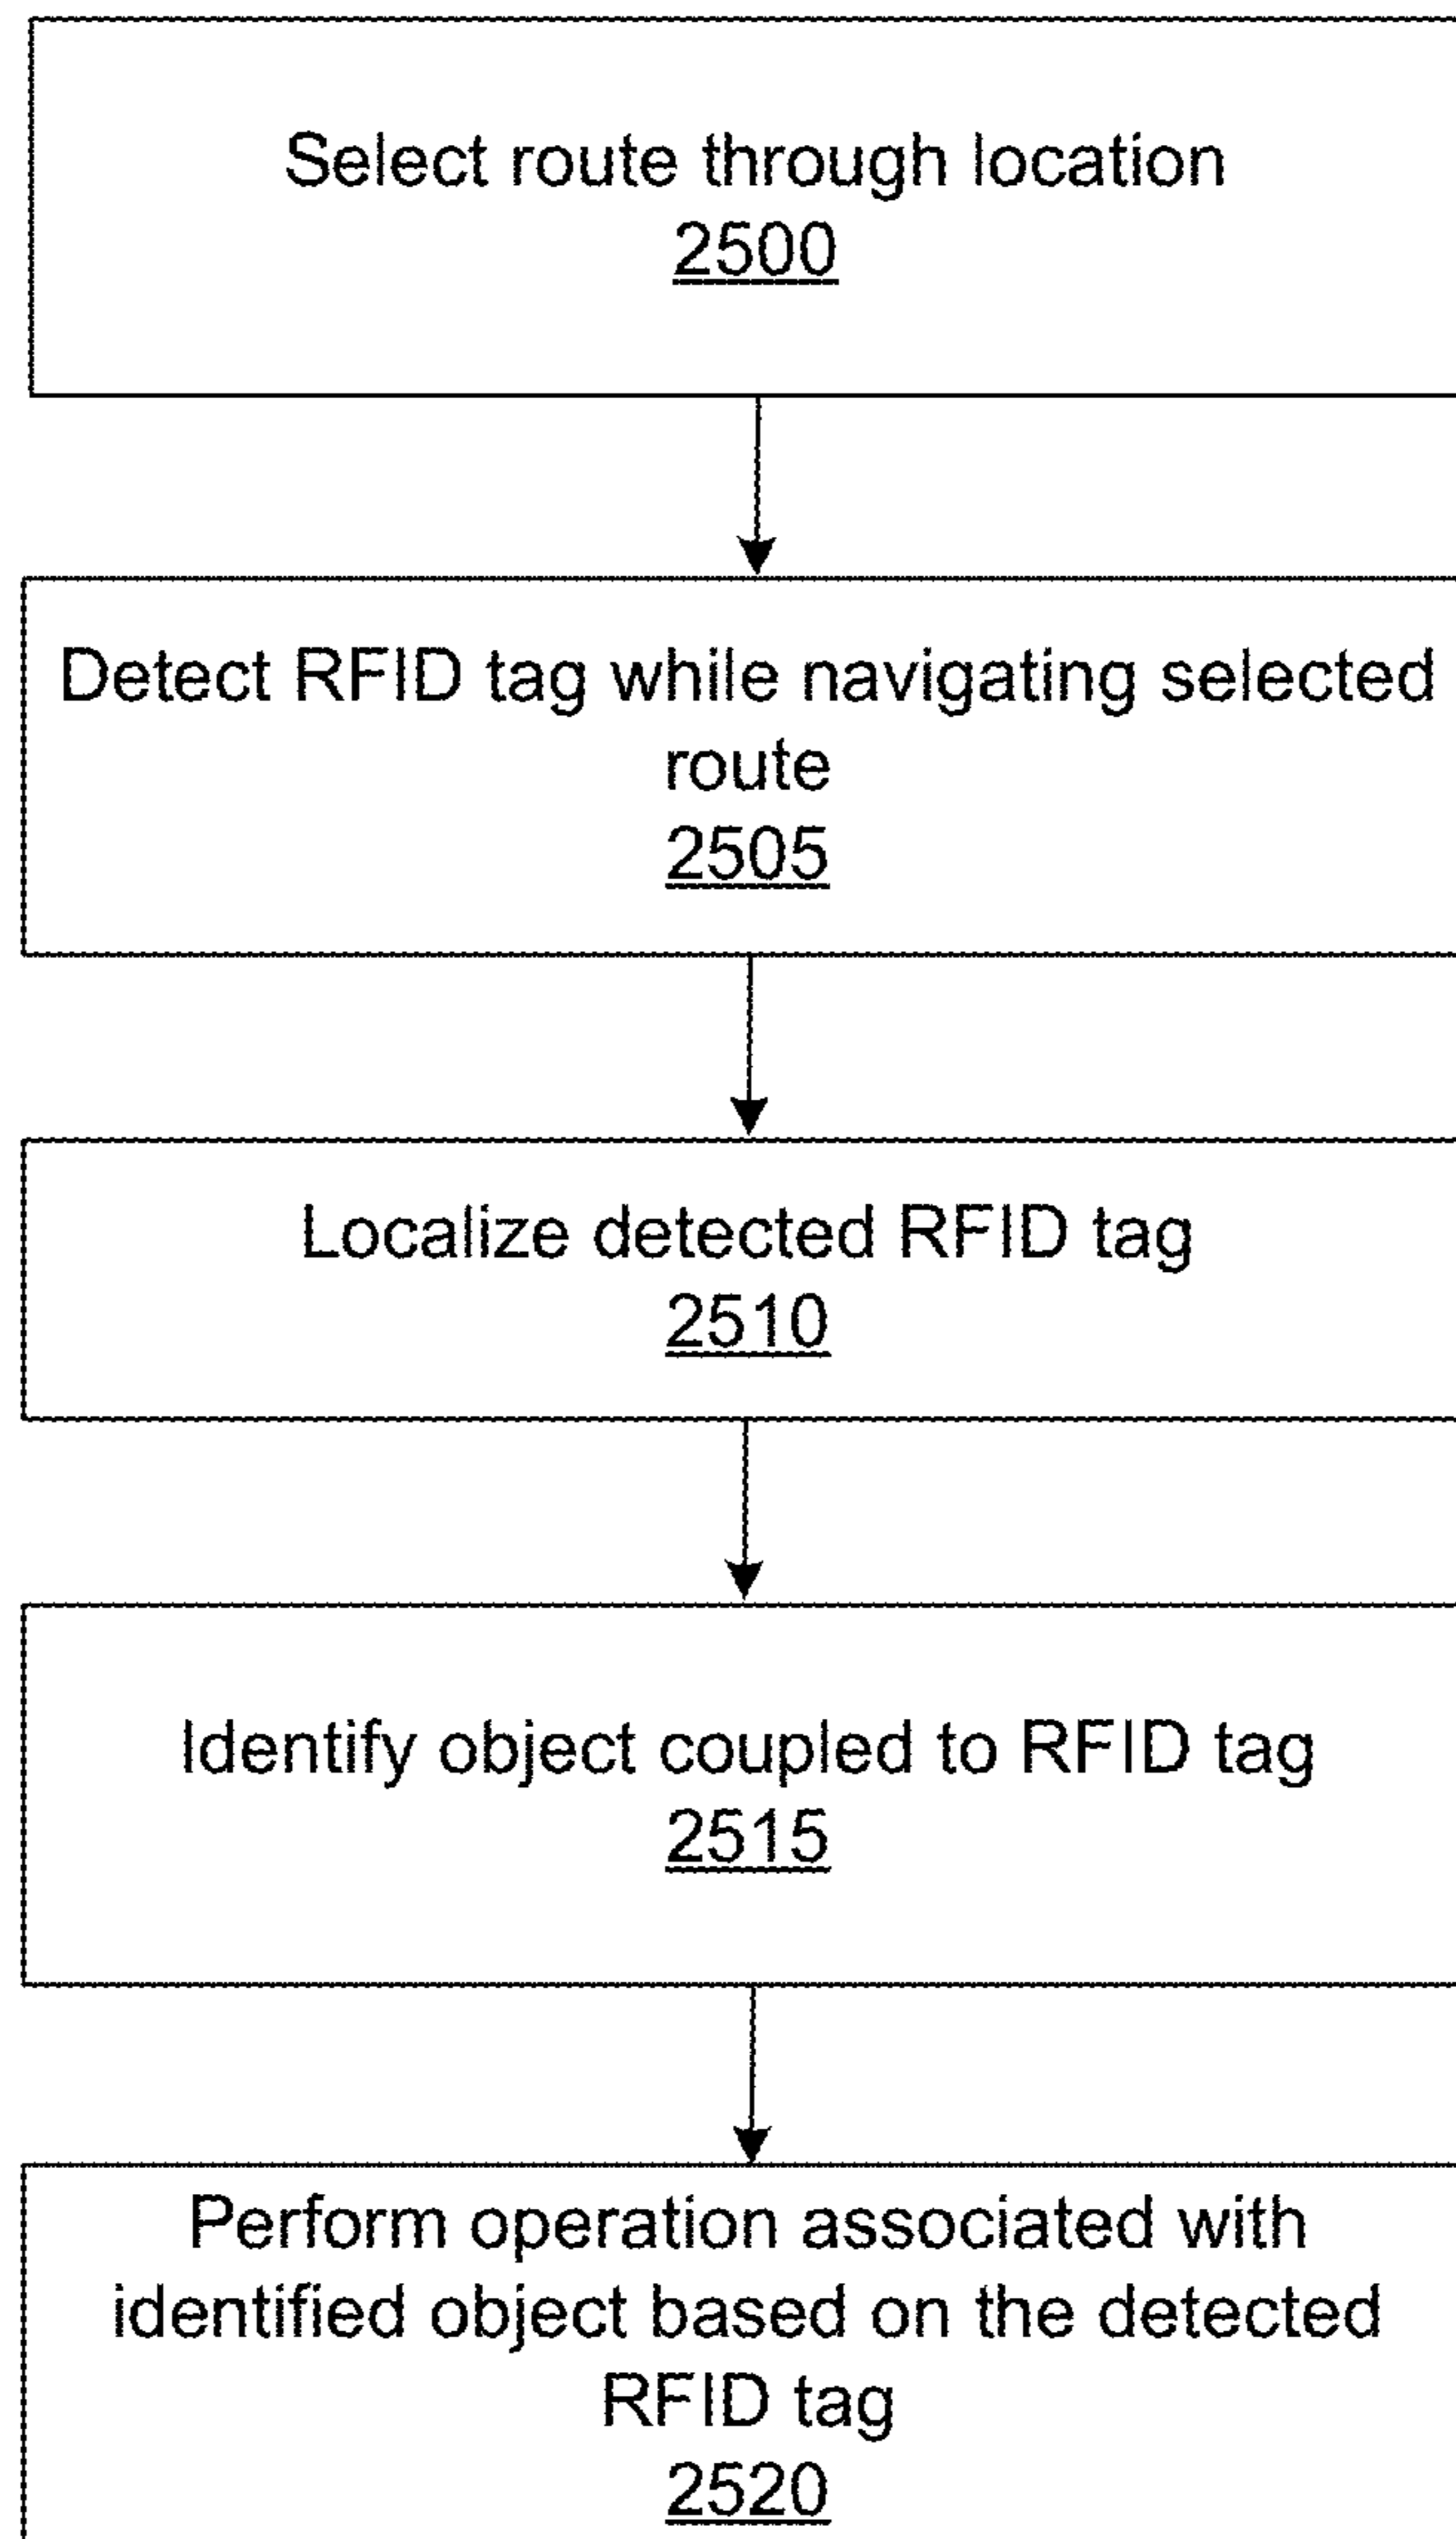 Select route through location
2500
Detect RFID tag while navigating selected
route
2505
Localize detected RFID tag
2510
Identify object coupled to RFID tag
2515
Perform operation associated with
identified object based on the detected
RFID tag
2520